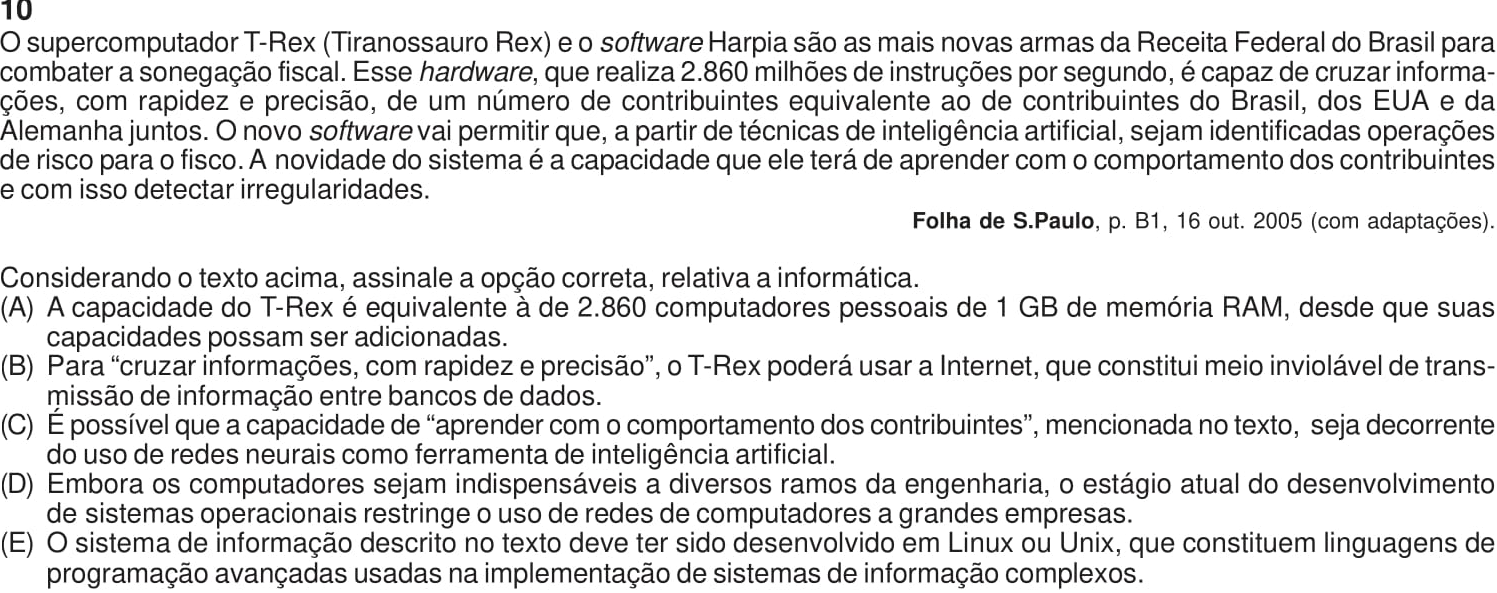 10
O supercomputador T-Rex (Tiranossauro Rex) e o software Harpia são as mais novas armas da Receita Federal do Brasil para
combater a sonegação fiscal. Esse hardware, que realiza 2.860 milhões de instruções por segundo, é capaz de cruzar informa-
ções, com rapidez e precisão, de um número de contribuintes equivalente ao de contribuintes do Brasil, dos EUA e da
Alemanha juntos. O novo software vai permitir que, a partir de técnicas de inteligência artificial, sejam identificadas operações
de risco para o fisco. A novidade do sistema é a capacidade que ele terá de aprender com o comportamento dos contribuintes
e com isso detectar irregularidades.
Folha de S.Paulo, p. B1, 16 out. 2005 (com adaptações).
Considerando o texto acima, assinale a opção correta, relativa a informática.
(A) A capacidade do T-Rex é equivalente à de 2.860 computadores pessoais de 1 GB de memória RAM, desde que suas
capacidades possam ser adicionadas.
(B) Para “cruzar informações, com rapidez e precisão”, o T-Rex poderá usar a Internet, que constitui meio inviolável de trans-
missão de informação entre bancos de dados.
(C) É possível que a capacidade de “aprender com o comportamento dos contribuintes”, mencionada no texto, seja decorrente
do uso de redes neurais como ferramenta de inteligência artificial.
(D) Embora os computadores sejam indispensáveis a diversos ramos da engenharia, o estágio atual do desenvolvimento
de sistemas operacionais restringe o uso de redes de computadores a grandes empresas.
(E) O sistema de informação descrito no texto deve ter sido desenvolvido em Linux ou Unix, que constituem linguagens de
programação avançadas usadas na implementação de sistemas de informação complexos.